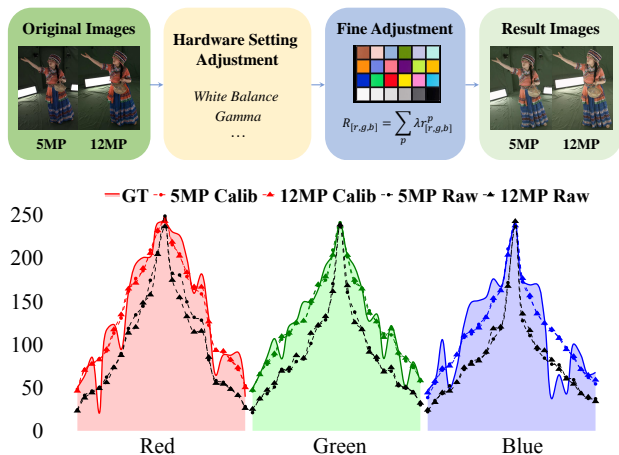 Original Images
5MP 12MP
Hardware Setting
Adjustment
White Balance
Gamma
...
Fine Adjustment
R[r,g,b] = ∑p λr^p[r,g,b]
Result Images
5MP 12MP
GT 5MP Calib 12MP Calib 5MP Raw 12MP Raw
250
200
150
100
50
0
Red Green Blue